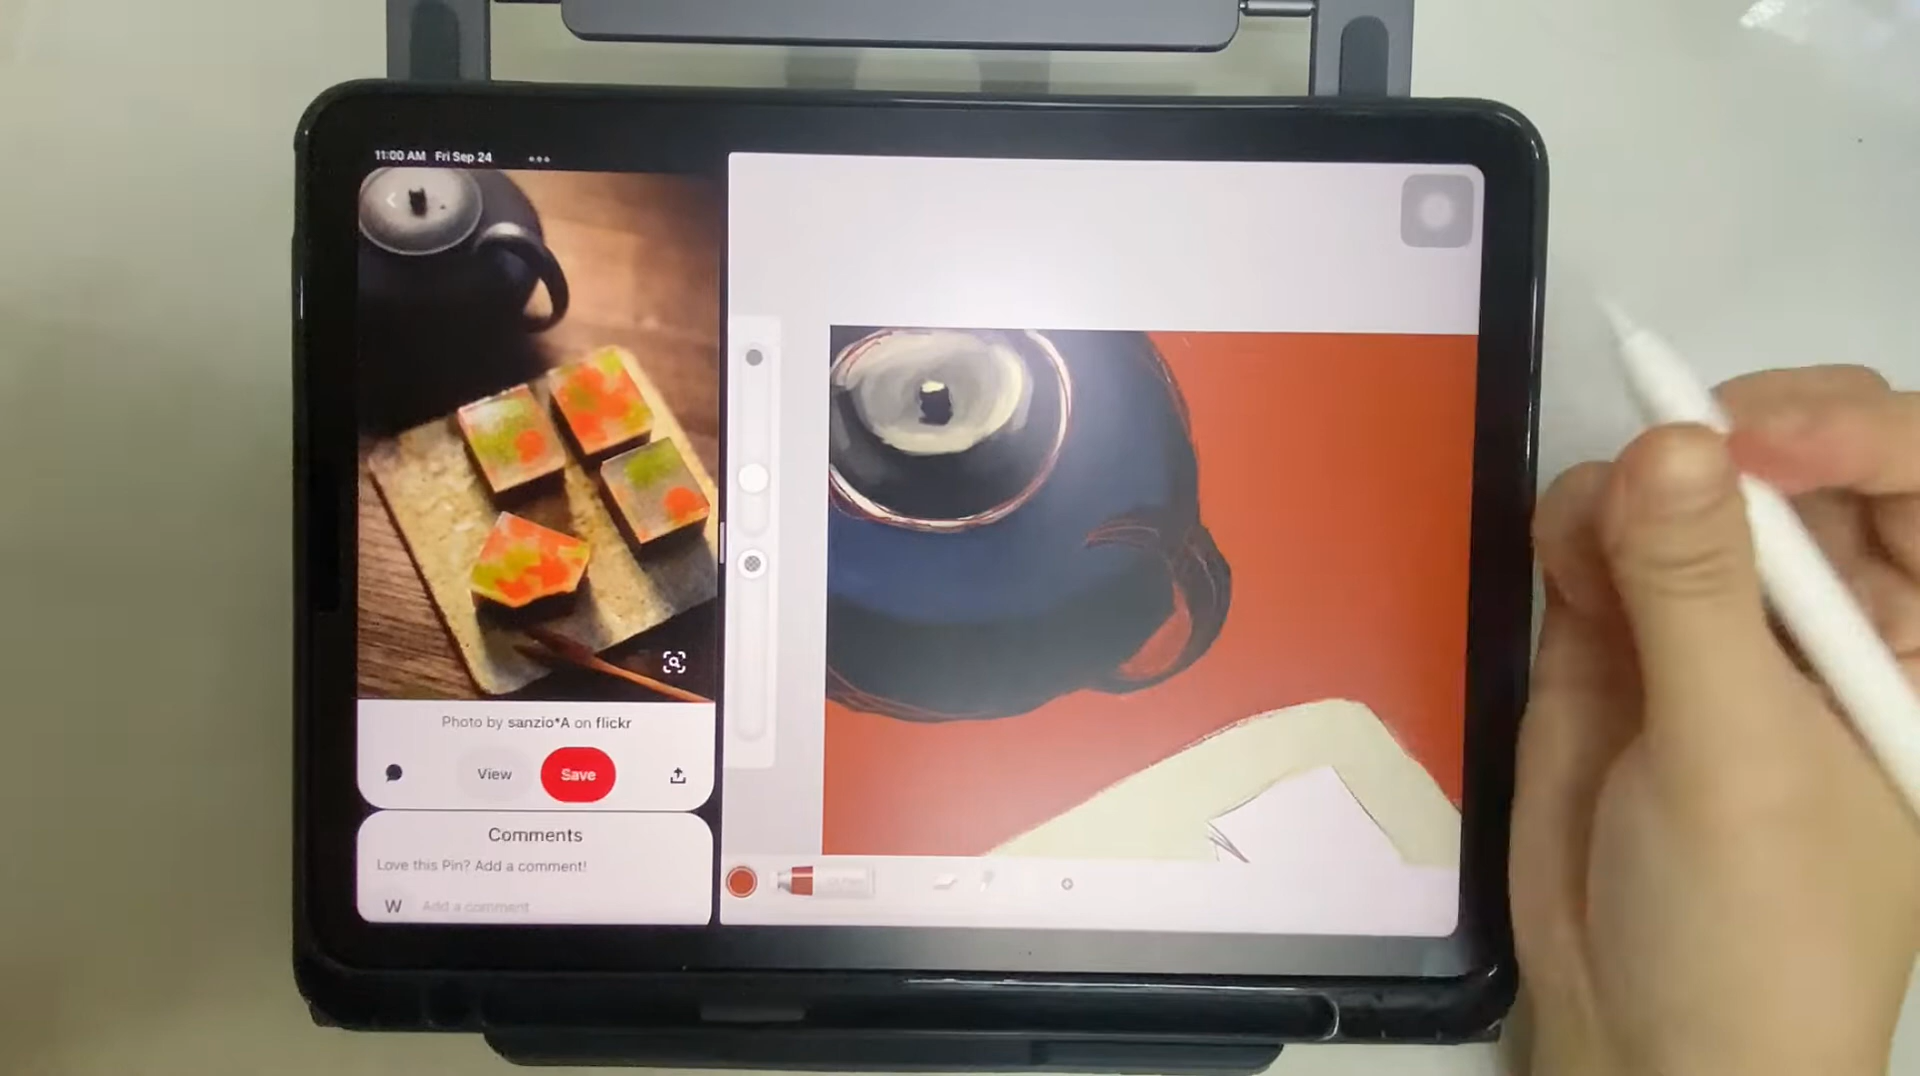 11:00 AM Fri Sep 24
Photo by sanzio*A on flickr
View
Save
Comments
Love this Pin? Add a comment!
W
Add a comment